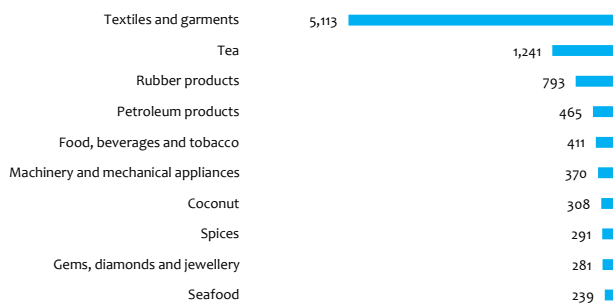 Textiles and garments 5,113
Tea 1,241
Rubber products 793
Petroleum products 465
Food, beverages and tobacco 411
Machinery and mechanical appliances 370
Coconut 308
Spices 291
Gems, diamonds and jewellery 281
Seafood 239